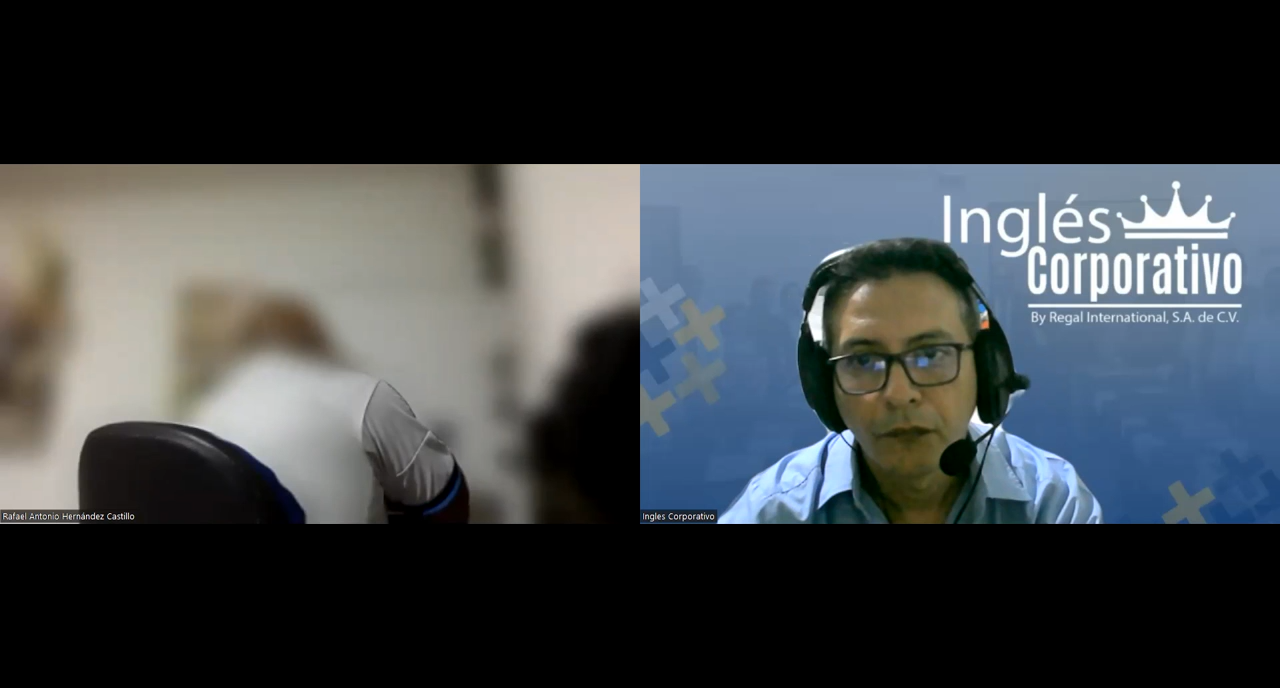 Inglés
Corporativo
By Regal International, S.A. de C.V.
Rafael Antonio Hernández Castillo
Ingles Corporativo